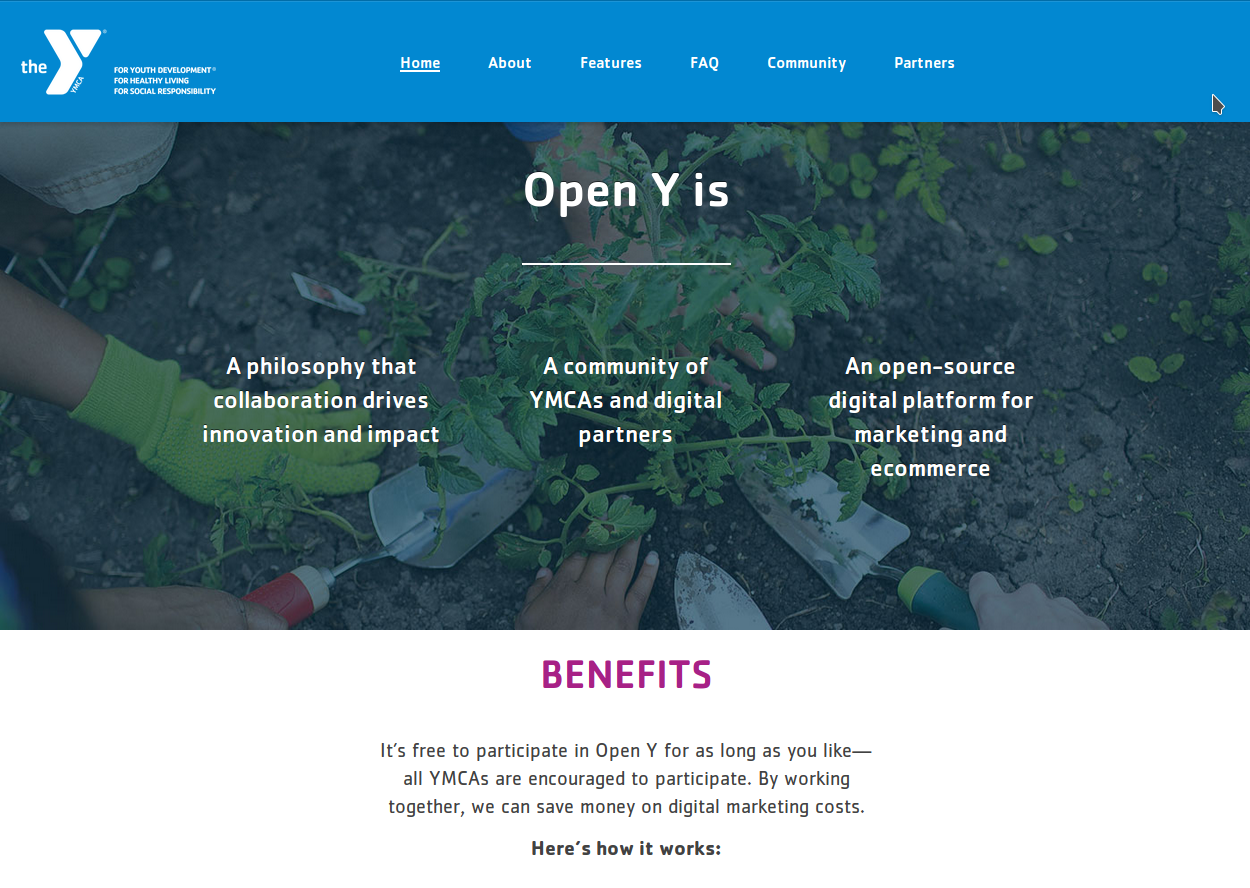 the
YMCA
FOR YOUTH DEVELOPMENT®
FOR HEALTHY LIVING
FOR SOCIAL RESPONSIBILITY
Home
About
Features
FAQ
Community
Partners
Open Y is
A philosophy that
collaboration drives
innovation and impact
A community of
YMCAs and digital
partners
An open-source
digital platform for
marketing and
ecommerce
BENEFITS
It's free to participate in Open Y for as long as you like—
all YMCAs are encouraged to participate. By working
together, we can save money on digital marketing costs.
Here's how it works: